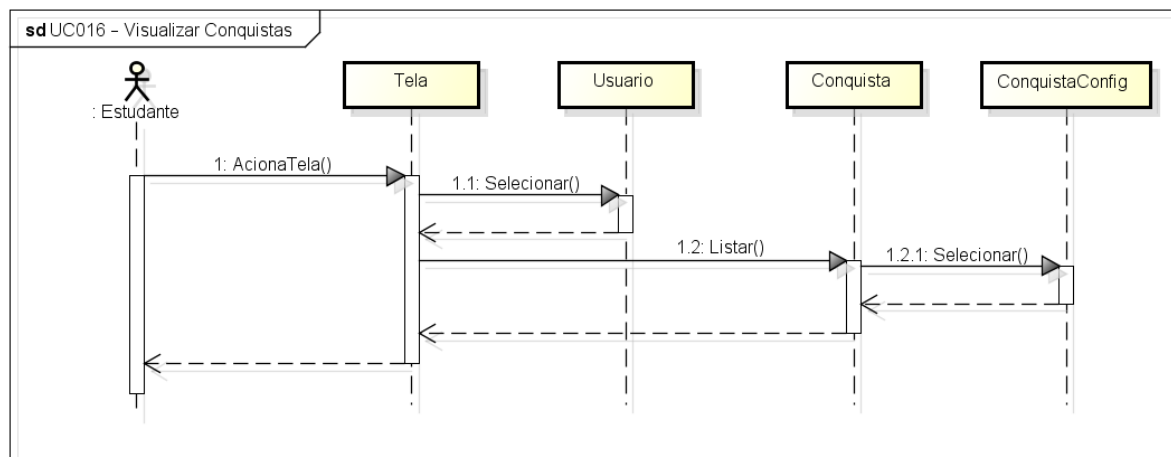 sd UC016 – Visualizar Conquistas
: Estudante
Tela
Usuario
Conquista
ConquistaConfig
1: AcionaTela()
1.1: Selecionar()
1.2: Listar()
1.2.1: Selecionar()